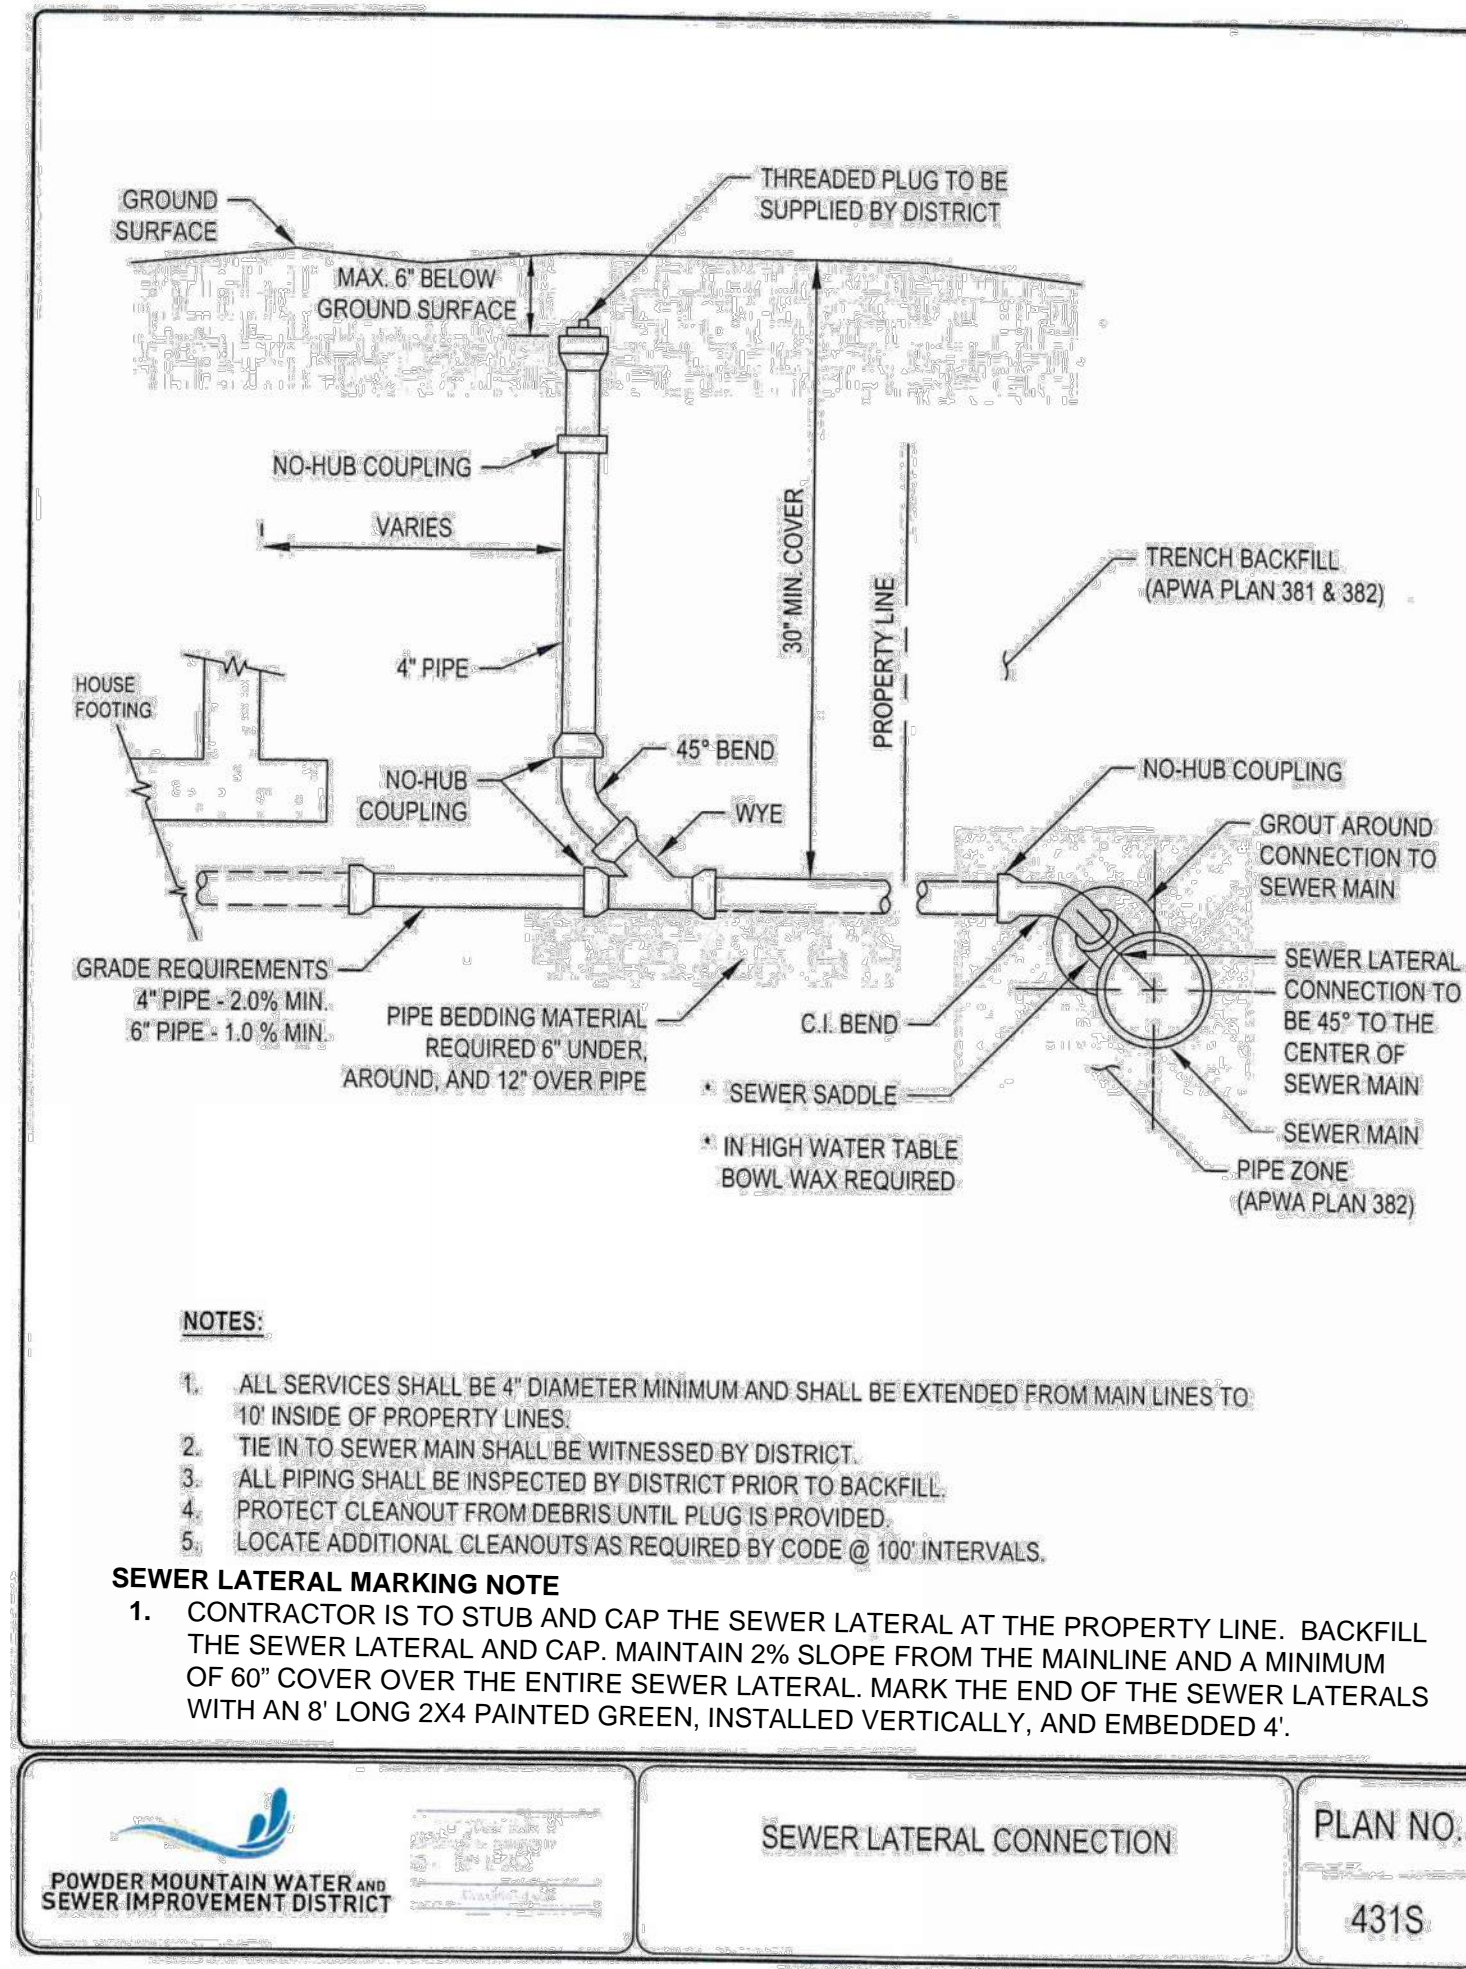 GROUND
SURFACE
THREADED PLUG TO BE
SUPPLIED BY DISTRICT
MAX. 6" BELOW
GROUND SURFACE
NO-HUB COUPLING
VARIES
30" MIN. COVER
PROPERTY LINE
TRENCH BACKFILL
(APWA PLAN 381 & 382)
4" PIPE
HOUSE
FOOTING
45° BEND
NO-HUB
COUPLING
WYE
NO-HUB COUPLING
GROUT AROUND
CONNECTION TO
SEWER MAIN
GRADE REQUIREMENTS
4" PIPE - 2.0% MIN.
6" PIPE - 1.0 % MIN.
PIPE BEDDING MATERIAL
REQUIRED 6" UNDER,
AROUND, AND 12" OVER PIPE
C.I. BEND
SEWER LATERAL
CONNECTION TO
BE 45° TO THE
CENTER OF
SEWER MAIN
* SEWER SADDLE
* IN HIGH WATER TABLE
BOWL WAX REQUIRED
SEWER MAIN
PIPE ZONE
(APWA PLAN 382)
NOTES:
1. ALL SERVICES SHALL BE 4" DIAMETER MINIMUM AND SHALL BE EXTENDED FROM MAIN LINES TO
10' INSIDE OF PROPERTY LINES.
2. TIE IN TO SEWER MAIN SHALL BE WITNESSED BY DISTRICT.
3. ALL PIPING SHALL BE INSPECTED BY DISTRICT PRIOR TO BACKFILL.
4. PROTECT CLEANOUT FROM DEBRIS UNTIL PLUG IS PROVIDED.
5. LOCATE ADDITIONAL CLEANOUTS AS REQUIRED BY CODE @ 100' INTERVALS.
SEWER LATERAL MARKING NOTE
1. CONTRACTOR IS TO STUB AND CAP THE SEWER LATERAL AT THE PROPERTY LINE. BACKFILL
THE SEWER LATERAL AND CAP. MAINTAIN 2% SLOPE FROM THE MAINLINE AND A MINIMUM
OF 60” COVER OVER THE ENTIRE SEWER LATERAL. MARK THE END OF THE SEWER LATERALS
WITH AN 8' LONG 2X4 PAINTED GREEN, INSTALLED VERTICALLY, AND EMBEDDED 4'.
POWDER MOUNTAIN WATER AND
SEWER IMPROVEMENT DISTRICT
SEWER LATERAL CONNECTION
PLAN NO.
431S